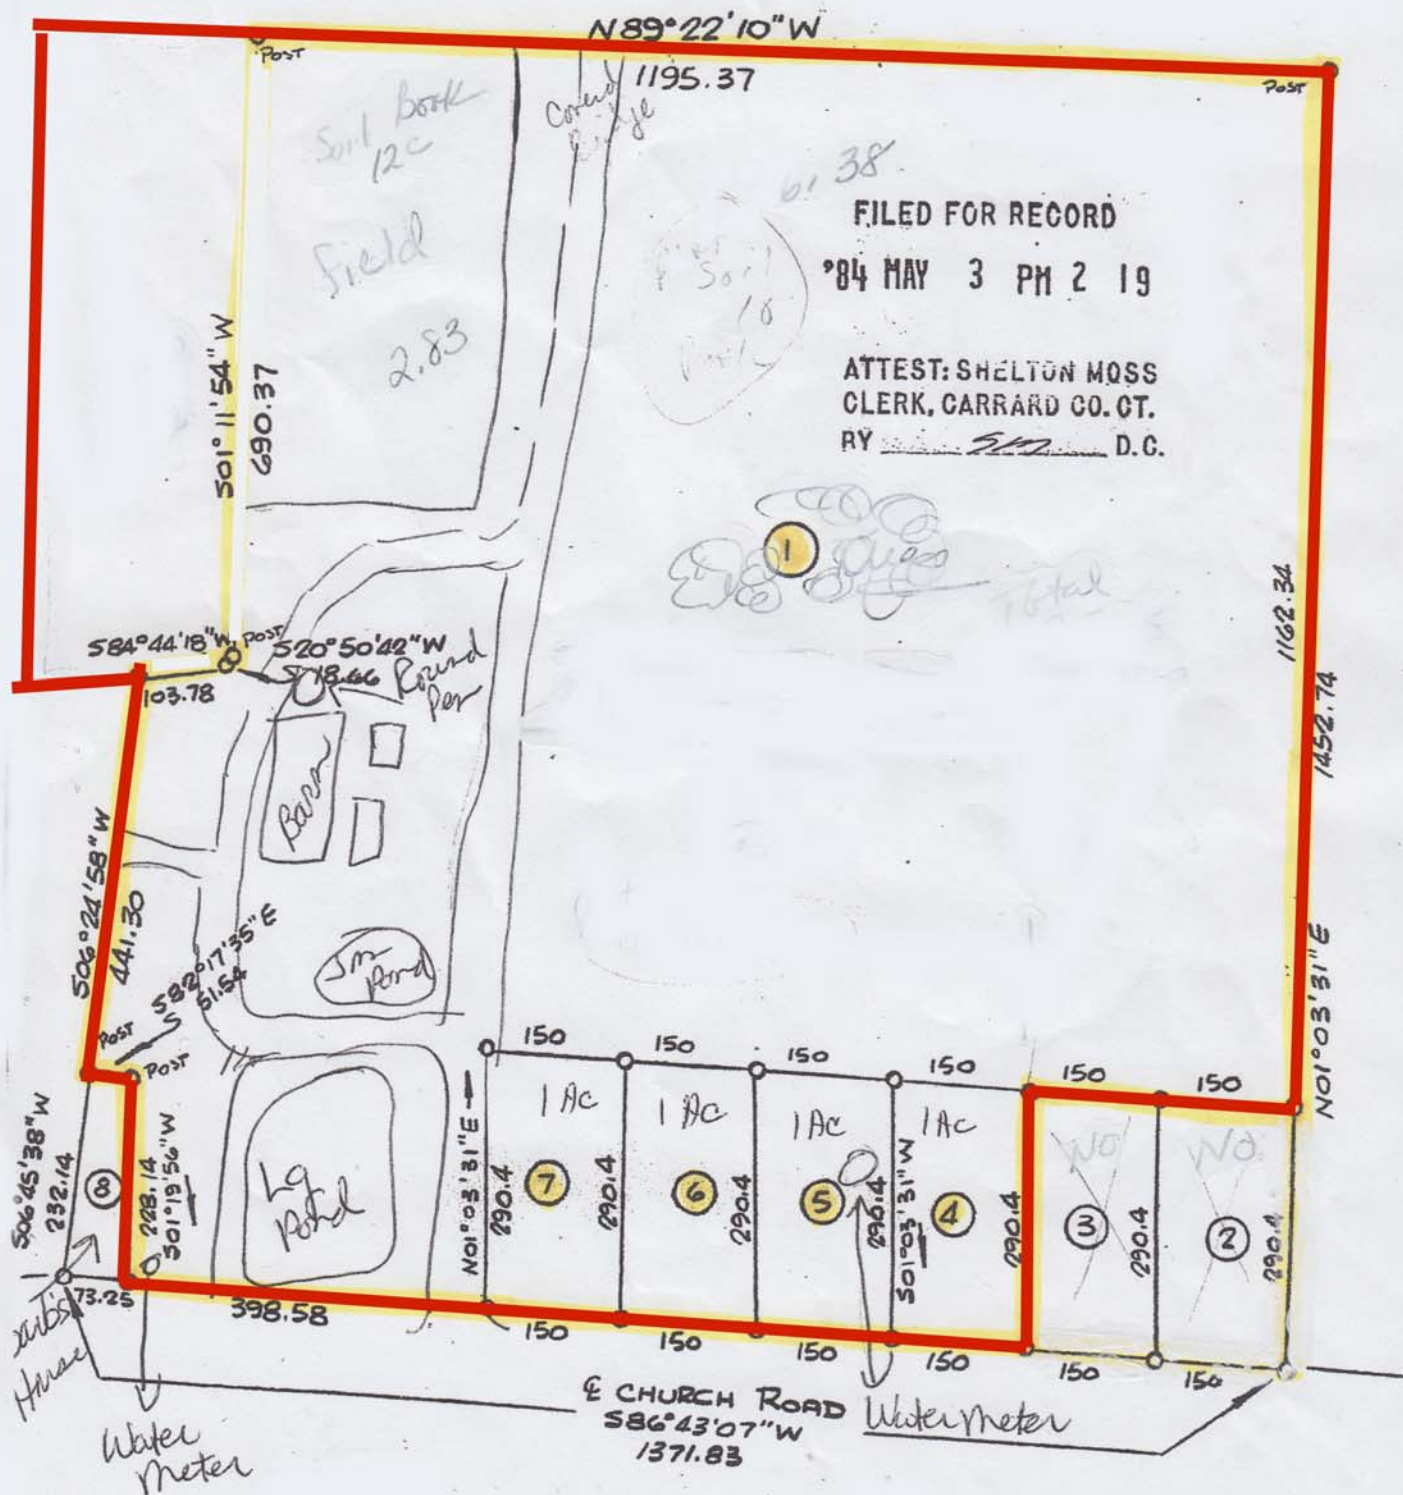 N89°22'10"W
1195.37
Post
Post
Soil Bank
12c
Field
2.83
38
FILED FOR RECORD
'84 MAY 3 PM 2 19
ATTEST: SHELTON MOSS
CLERK, CARRARD CO. CT.
BY D.C.
Soil
1
Total
S01°11'54"W
690.37
1162.34
1452.74
N01°03'31"E
S84°44'18"W
Post
103.78
S20°50'42"W
18.66
Round
Pen
Barn
S06°24'58"W
441.30
S82°17'35"E
51.54
Post
Post
Sm
Pond
150
150
150
150
150
150
1 Ac
1 Ac
1 Ac
1 Ac
NO
NO
S06°45'38"W
232.14
8
228.14
S01°19'56"W
Lg
Pond
N01°03'31"E
290.4
7
290.4
6
290.4
5
290.4
S01°03'31"W
4
290.4
3
290.4
2
290.4
73.25
398.58
150
150
150
150
150
150
House
Water
Meter
℄ CHURCH ROAD
S86°43'07"W
1371.83
Water Meter